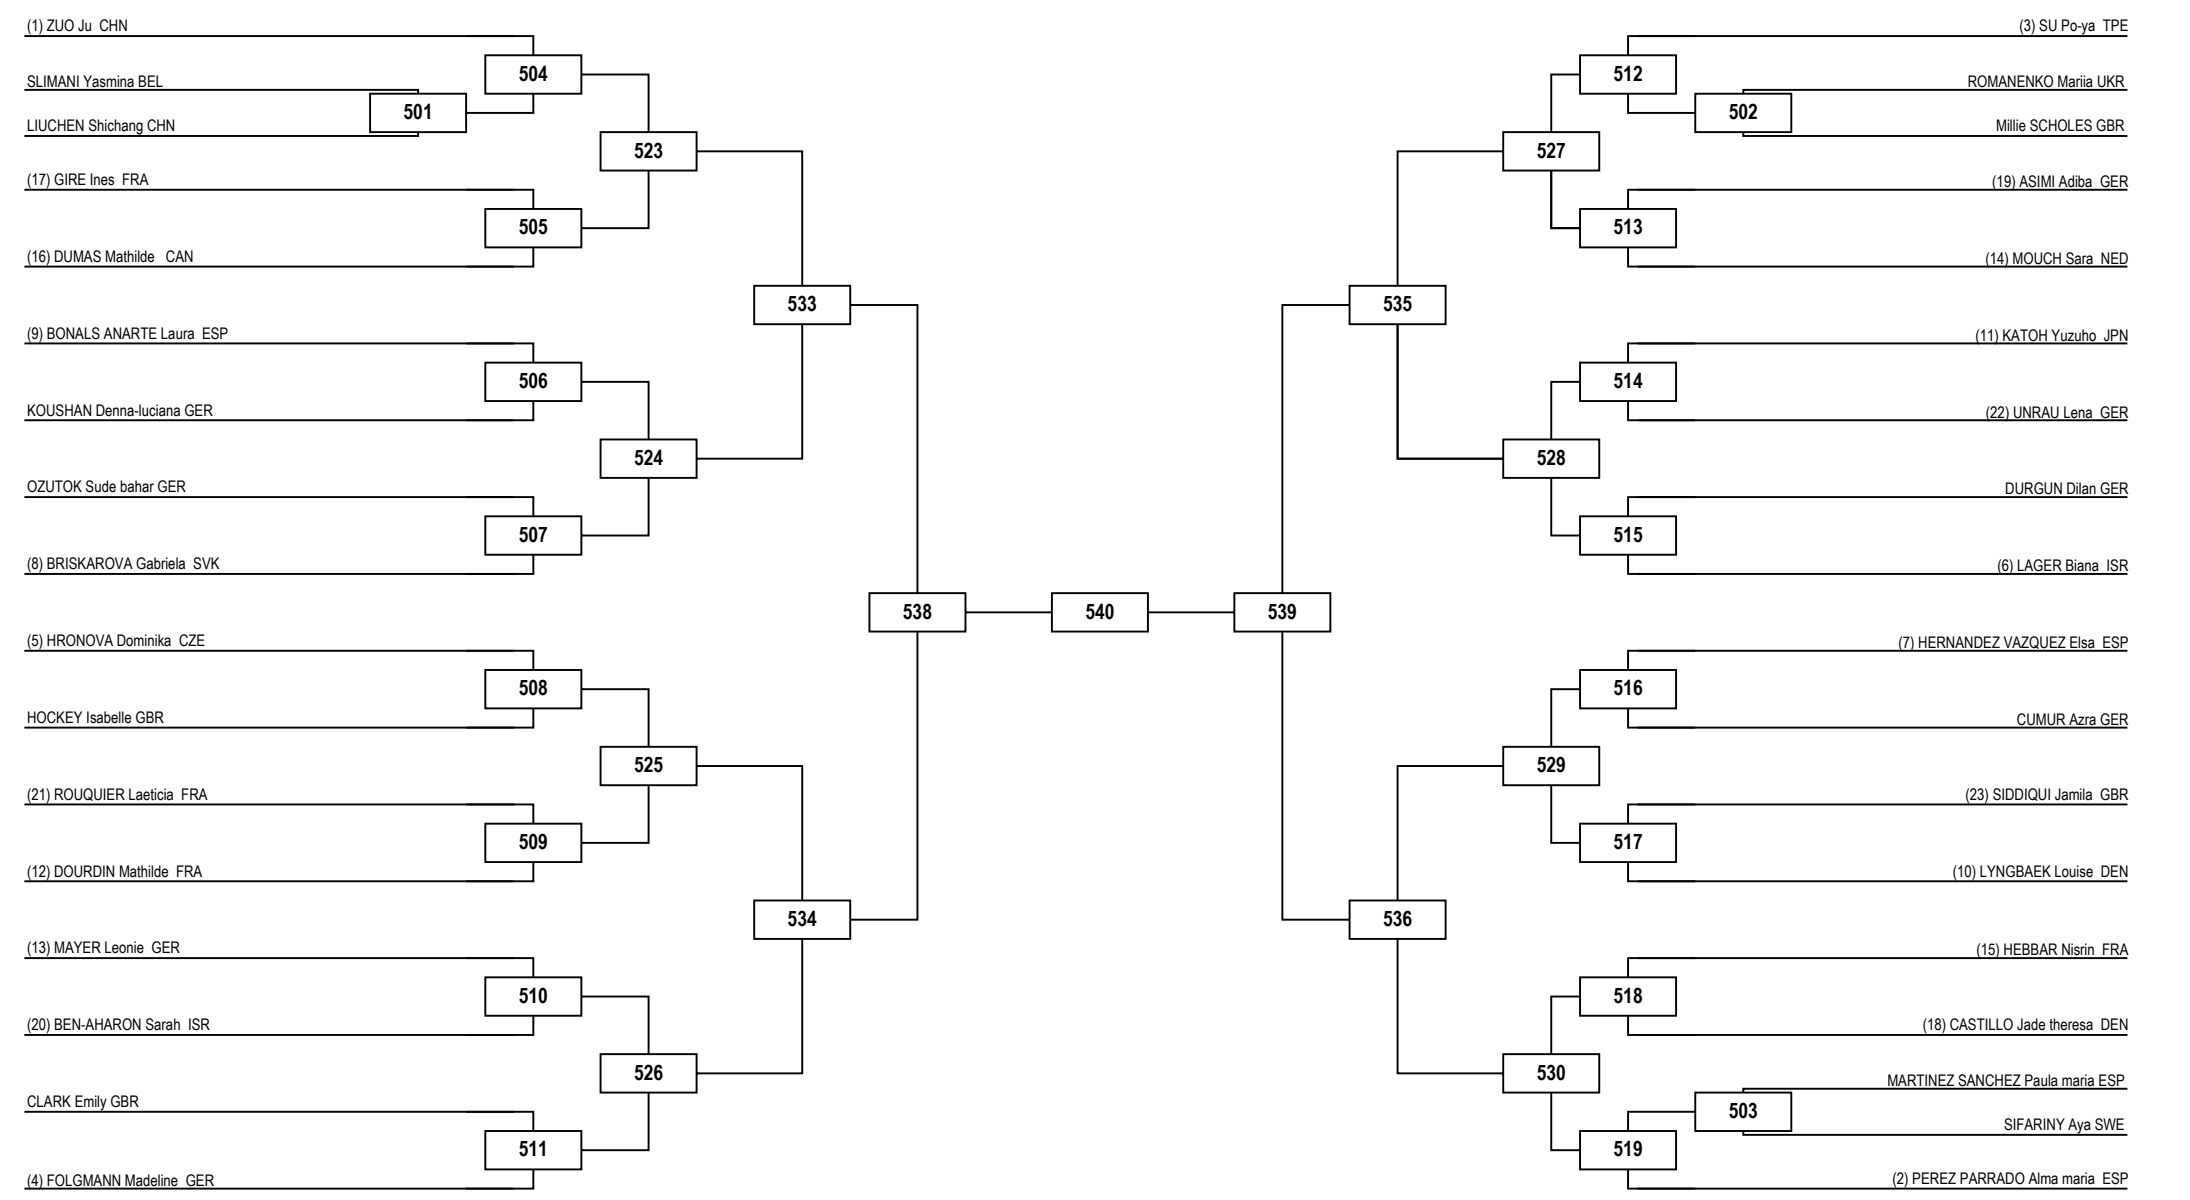 (1) ZUO Ju CHN
(3) SU Po-ya TPE
504
512
SLIMANI Yasmina BEL
ROMANENKO Mariia UKR
501
502
LIUCHEN Shichang CHN
Millie SCHOLES GBR
523
527
(17) GIRE Ines FRA
(19) ASIMI Adiba GER
505
513
(16) DUMAS Mathilde CAN
(14) MOUCH Sara NED
533
535
(9) BONALS ANARTE Laura ESP
(11) KATOH Yuzuho JPN
506
514
KOUSHAN Denna-luciana GER
(22) UNRAU Lena GER
524
528
OZUTOK Sude bahar GER
DURGUN Dilan GER
507
515
(8) BRISKAROVA Gabriela SVK
(6) LAGER Biana ISR
538
540
539
(5) HRONOVA Dominika CZE
(7) HERNANDEZ VAZQUEZ Elsa ESP
508
516
HOCKEY Isabelle GBR
CUMUR Azra GER
525
529
(21) ROUQUIER Laeticia FRA
(23) SIDDIQUI Jamila GBR
509
517
(12) DOURDIN Mathilde FRA
(10) LYNGBAEK Louise DEN
534
536
(13) MAYER Leonie GER
(15) HEBBAR Nisrin FRA
510
518
(20) BEN-AHARON Sarah ISR
(18) CASTILLO Jade theresa DEN
526
530
MARTINEZ SANCHEZ Paula maria ESP
CLARK Emily GBR
503
SIFARINY Aya SWE
511
519
(4) FOLGMANN Madeline GER
(2) PEREZ PARRADO Alma maria ESP